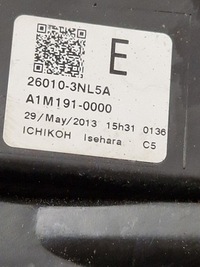 E
26010-3NL5A
A1M191-0000
29/May/2013 15h31 0136
ICHIKOH Isehara C5